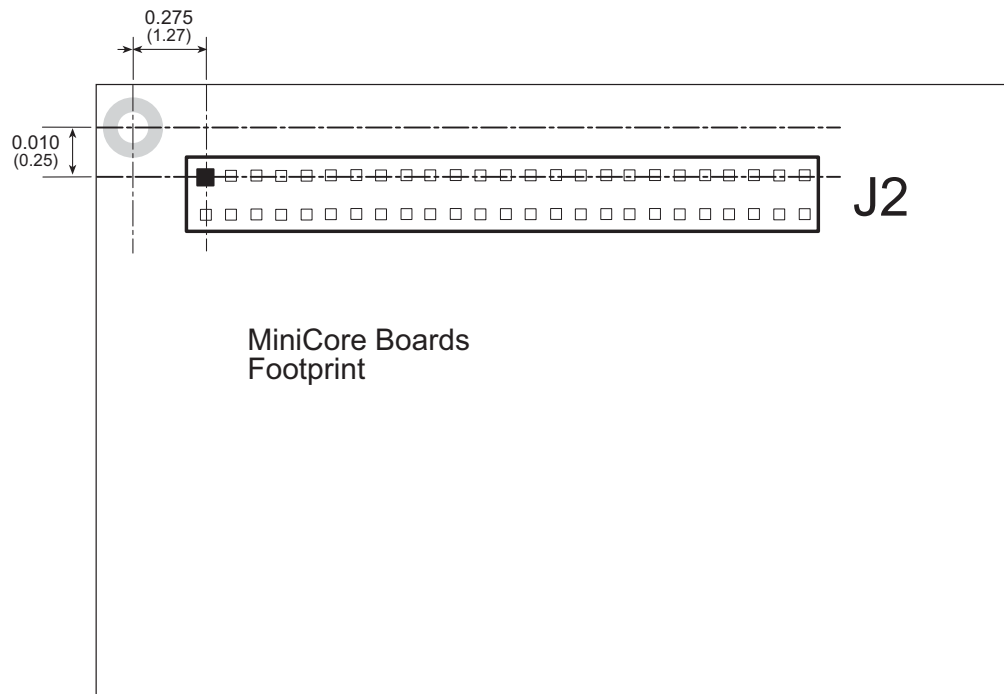 0.275
(1.27)
0.010
(0.25)
J2
MiniCore Boards
Footprint